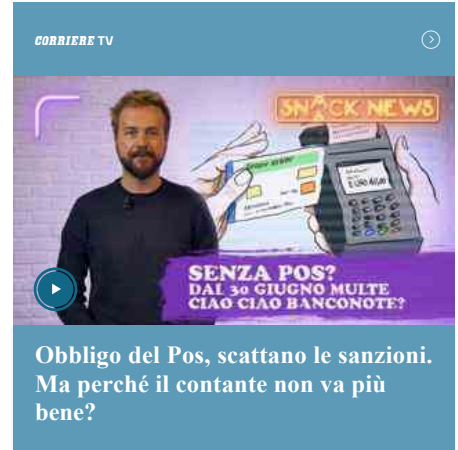 CORRIERE TV
SNACK NEWS
SENZA POS?
DAL 30 GIUGNO MULTE
CIAO CIAO BANCONOTE?
Obbligo del Pos, scattano le sanzioni.
Ma perché il contante non va più
bene?